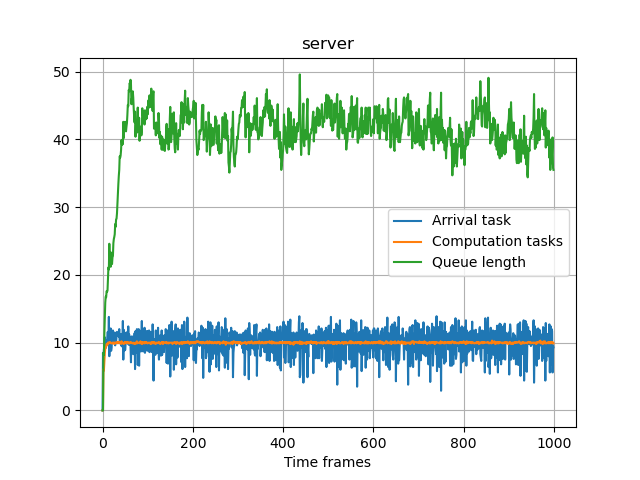 server
50
40
30
20
10
0
Arrival task
Computation tasks
Queue length
0 200 400 600 800 1000
Time frames